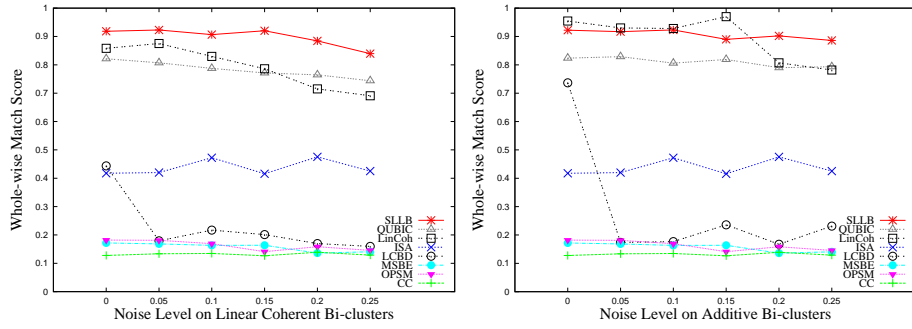 Whole-wise Match Score
1
0.9
0.8
0.7
0.6
0.5
0.4
0.3
0.2
0.1
0
SLLB
QUBIC
LinCoh
ISA
LCBD
MSBE
OPSM
CC
0 0.05 0.1 0.15 0.2 0.25
Noise Level on Linear Coherent Bi-clusters
Whole-wise Match Score
1
0.9
0.8
0.7
0.6
0.5
0.4
0.3
0.2
0.1
0
SLLB
QUBIC
LinCoh
ISA
LCBD
MSBE
OPSM
CC
0 0.05 0.1 0.15 0.2 0.25
Noise Level on Additive Bi-clusters